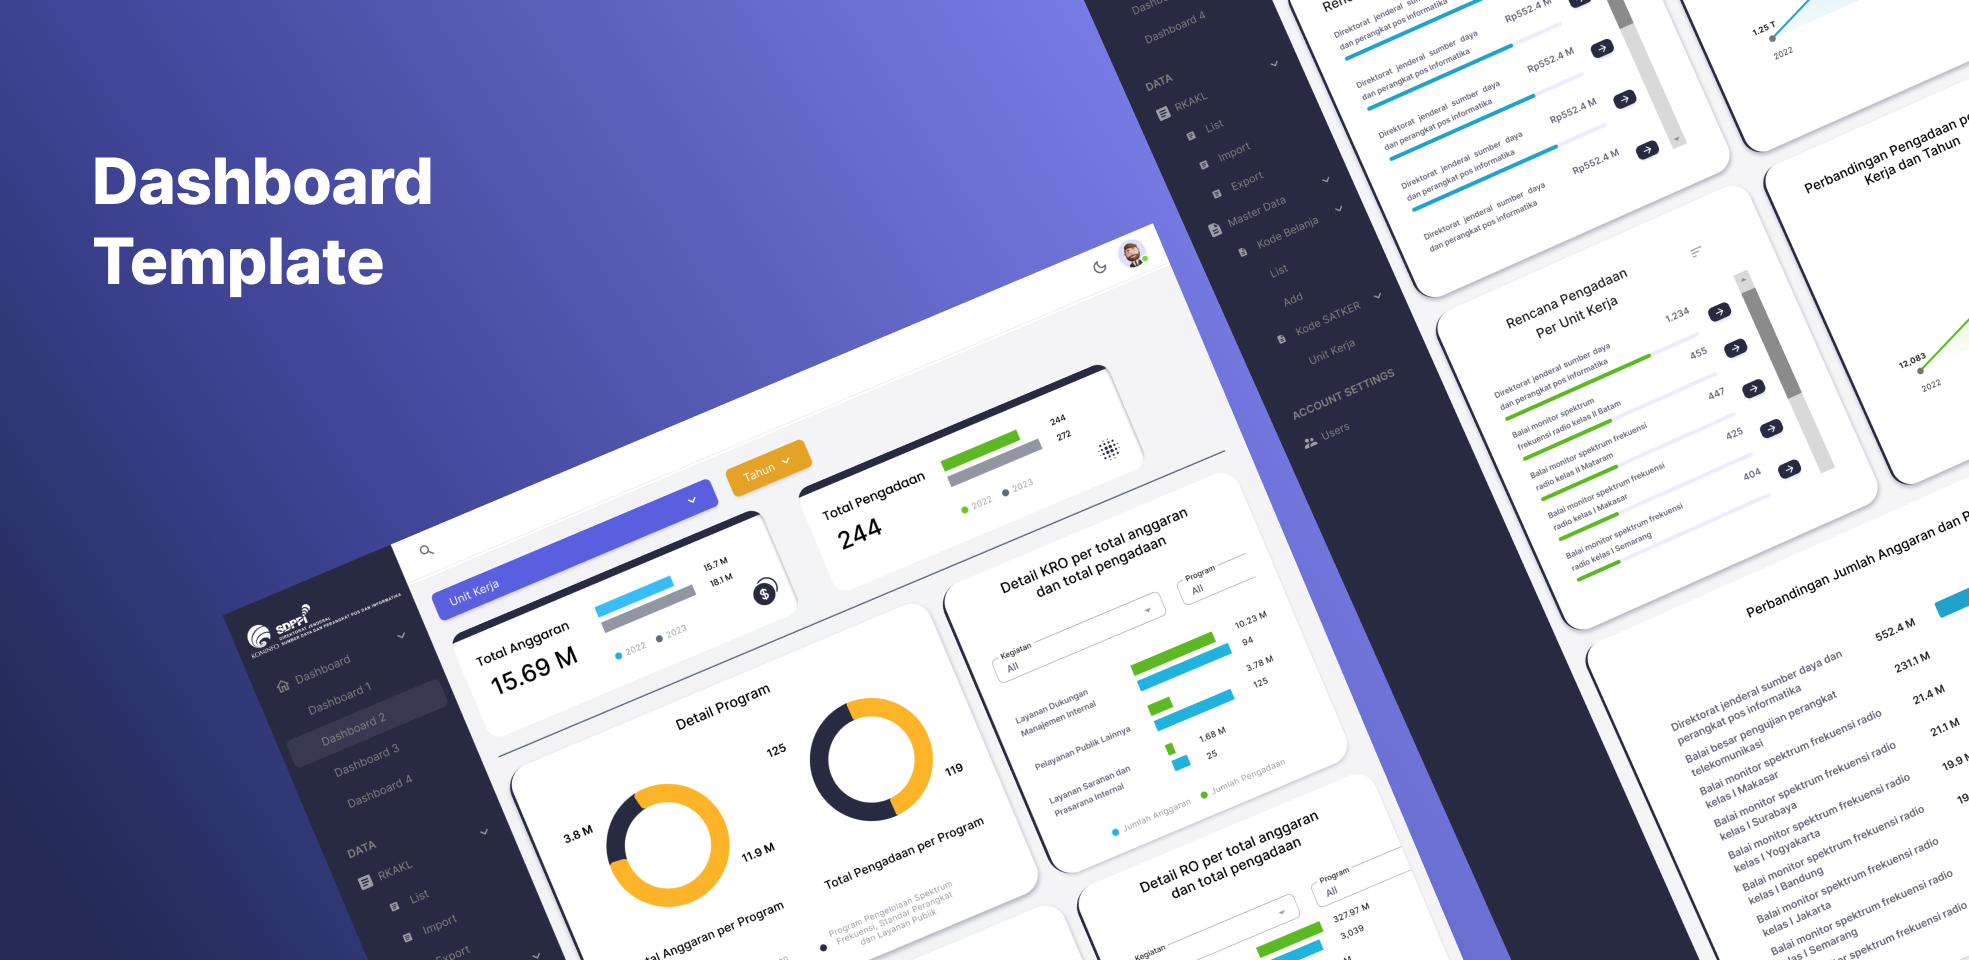 Dashboard
Template
SDPPI
DIREKTORAT JENDERAL
SUMBER DAYA DAN PERANGKAT POS DAN INFORMATIKA
KOMINFO
Dashboard
Dashboard 1
Dashboard 2
Dashboard 3
Dashboard 4
DATA
RKAKL
List
Import
Export
Unit Kerja
Tahun
Total Anggaran
15.69 M
15.7 M
18.1 M
2022
2023
Total Pengadaan
244
244
272
2022
2023
Detail Program
3.8 M
11.9 M
125
119
Anggaran per Program
Total Pengadaan per Program
Program Pengelolaan Spektrum
Frekuensi, Standar Perangkat
dan Layanan Publik
Detail KRO per total anggaran
dan total pengadaan
Kegiatan
All
Program
All
Layanan Dukungan
Manajemen Internal
10.23 M
94
Pelayanan Publik Lainnya
3.78 M
125
Layanan Saranan dan
Prasarana Internal
1.68 M
25
Jumlah Anggaran
Jumlah Pengadaan
Detail RO per total anggaran
dan total pengadaan
Kegiatan
Program
All
327.97 M
3,039
Dashboard 4
DATA
RKAKL
List
Import
Export
Master Data
Kode Belanja
List
Add
Kode SATKER
Unit Kerja
ACCOUNT SETTINGS
Users
Direktorat jenderal sumber daya
dan perangkat pos informatika
Rp552.4 M
Direktorat jenderal sumber daya
dan perangkat pos informatika
Rp552.4 M
Direktorat jenderal sumber daya
dan perangkat pos informatika
Rp552.4 M
Direktorat jenderal sumber daya
dan perangkat pos informatika
Rp552.4 M
Direktorat jenderal sumber daya
dan perangkat pos informatika
1.25 T
2022
Rencana Pengadaan
Per Unit Kerja
Direktorat jenderal sumber daya
dan perangkat pos informatika
1.234
Balai monitor spektrum
frekuensi radio kelas II Batam
455
Balai monitor spektrum frekuensi
radio kelas II Mataram
447
Balai monitor spektrum frekuensi
radio kelas I Makasar
425
Balai monitor spektrum frekuensi
radio kelas I Semarang
404
Perbandingan Pengadaan
Kerja dan Tahun
12,083
2022
Perbandingan Jumlah Anggaran dan
Direktorat jenderal sumber daya dan
perangkat pos informatika
552.4 M
Balai besar pengujian perangkat
telekomunikasi
231.1 M
Balai monitor spektrum frekuensi radio
kelas I Makasar
21.4 M
Balai monitor spektrum frekuensi radio
kelas I Surabaya
21.1 M
Balai monitor spektrum frekuensi radio
kelas I Yogyakarta
19.9
Balai monitor spektrum frekuensi radio
kelas I Bandung
19
Balai monitor spektrum frekuensi radio
kelas I Jakarta
Balai monitor spektrum frekuensi radio
kelas I Semarang
Balai monitor spektrum frekuensi radio